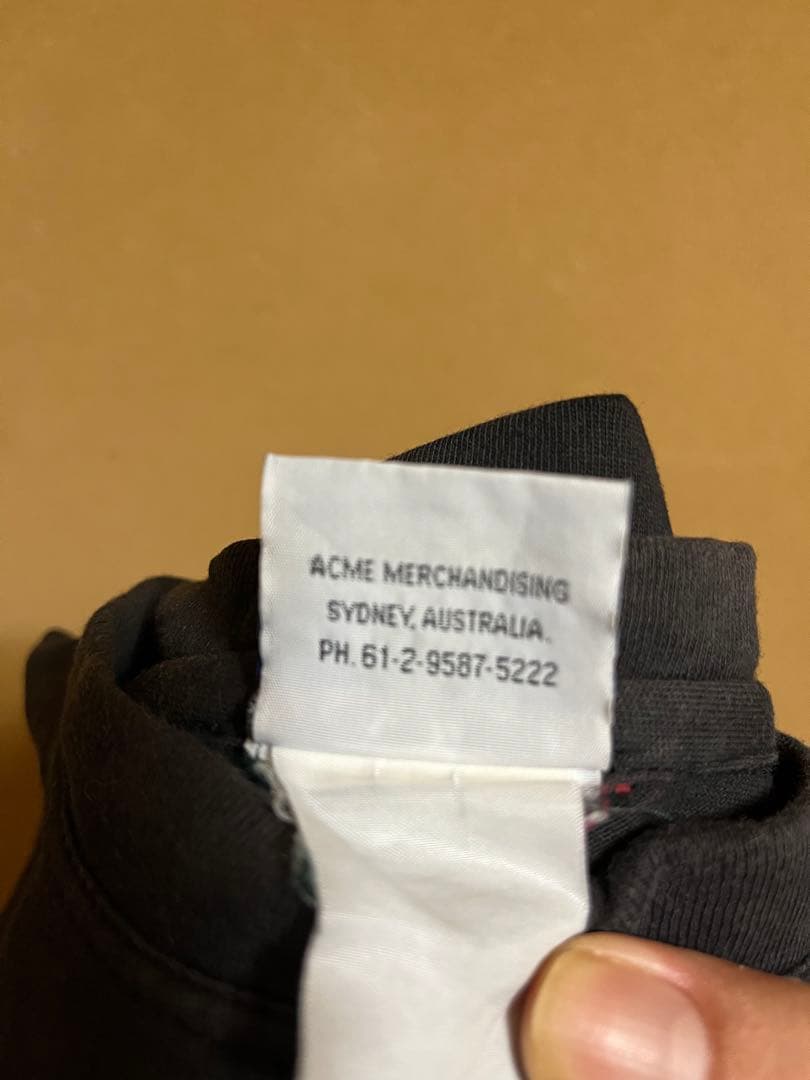 ACME MERCHANDISING
SYDNEY, AUSTRALIA.
PH. 61-2-9587-5222